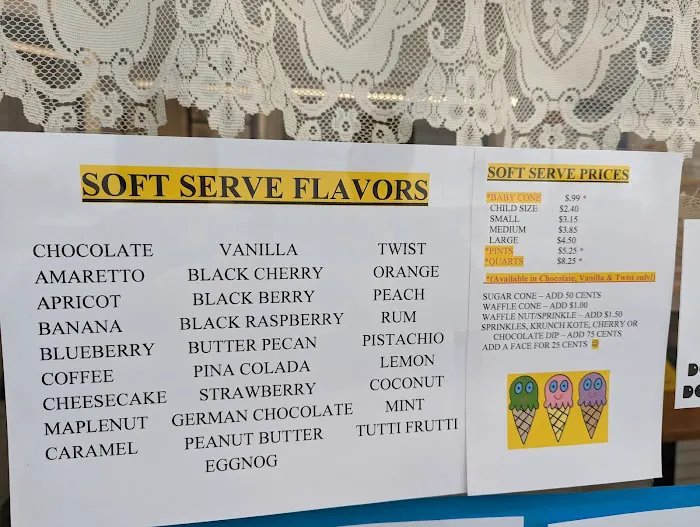 SOFT SERVE FLAVORS
CHOCOLATE
AMARETTO
APRICOT
BANANA
BLUEBERRY
COFFEE
CHEESECAKE
MAPLENUT
CARAMEL
VANILLA
BLACK CHERRY
BLACK BERRY
BLACK RASPBERRY
BUTTER PECAN
PINA COLADA
STRAWBERRY
GERMAN CHOCOLATE
PEANUT BUTTER
EGGNOG
TWIST
ORANGE
PEACH
RUM
PISTACHIO
LEMON
COCONUT
MINT
TUTTI FRUTTI
SOFT SERVE PRICES
*BABY CONE $.99 *
CHILD SIZE $2.40
SMALL $3.15
MEDIUM $3.85
LARGE $4.50
*PINTS $5.25 *
*QUARTS $8.25 *
*(Available in Chocolate, Vanilla & Twist only!)
SUGAR CONE – ADD 50 CENTS
WAFFLE CONE – ADD $1.00
WAFFLE NUT/SPRINKLE – ADD $1.50
SPRINKLES, KRUNCH KOTE, CHERRY OR
CHOCOLATE DIP – ADD 75 CENTS
ADD A FACE FOR 25 CENTS